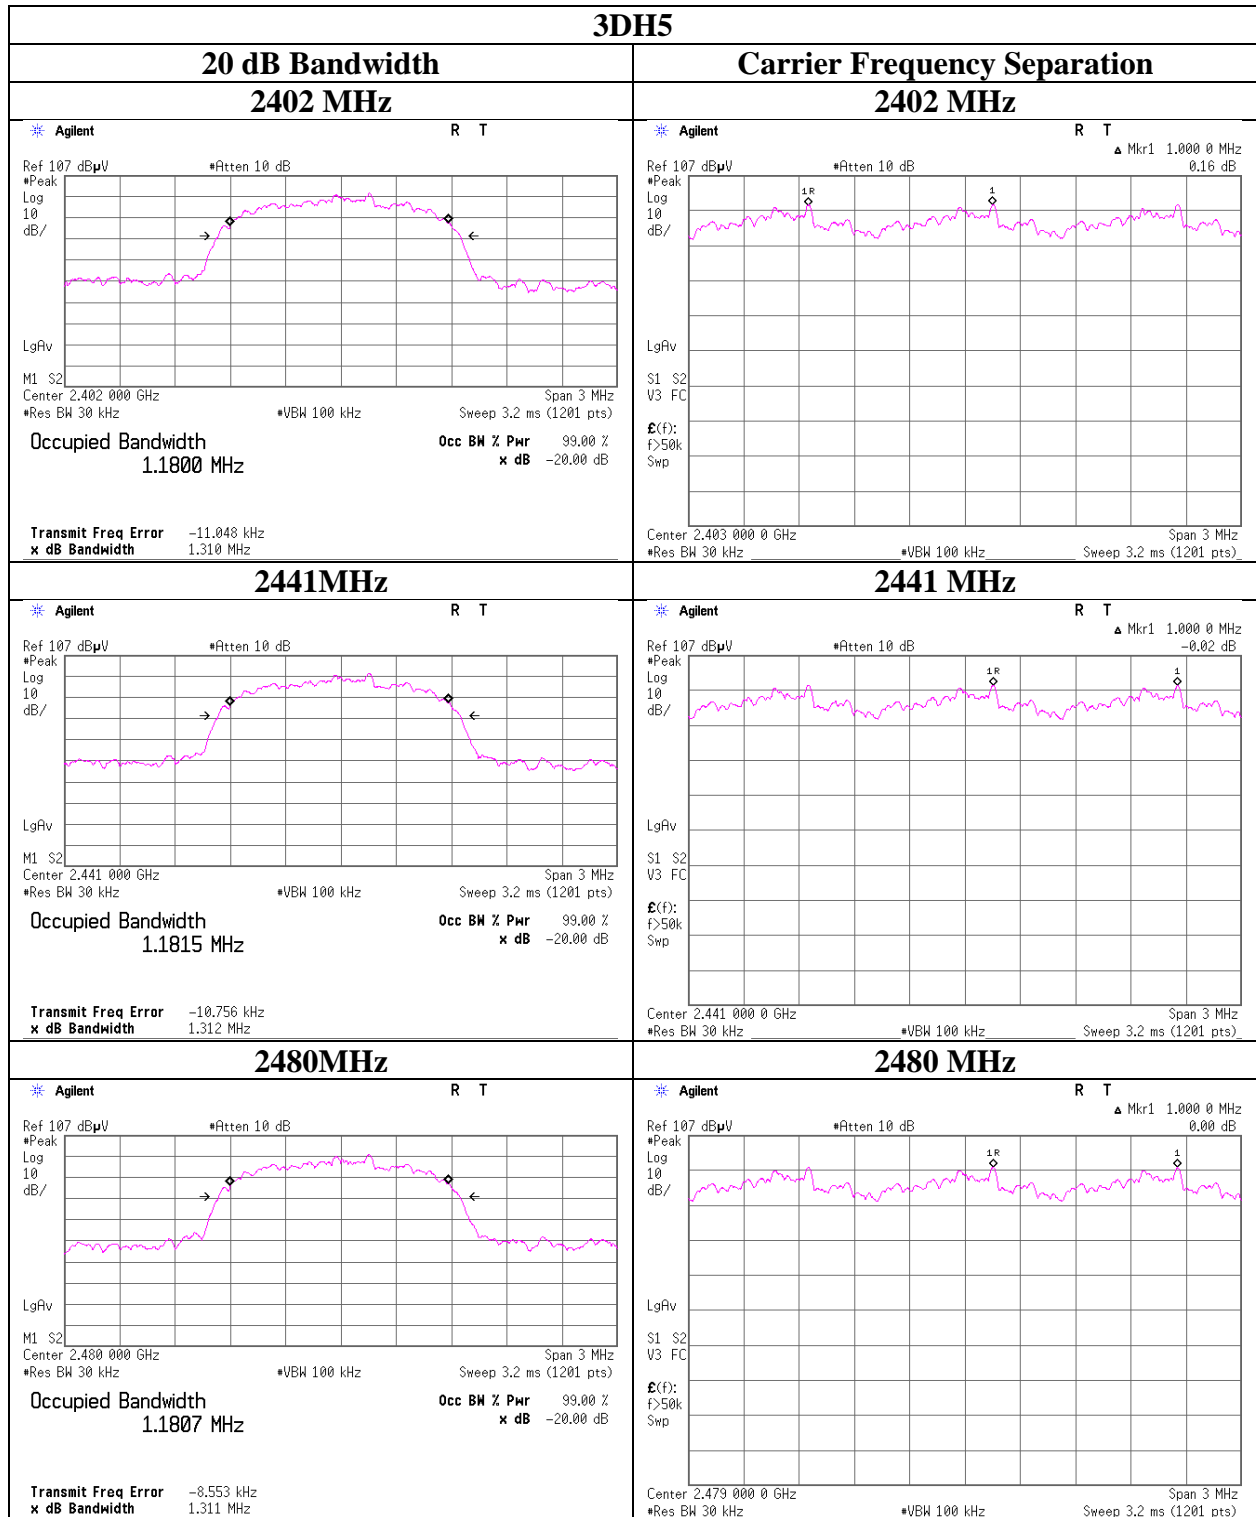 3DH5
20 dB Bandwidth
Carrier Frequency Separation
2402 MHz
2402 MHz
Agilent
R T
Ref 107 dBµV
#Atten 10 dB
#Peak
Log
10
dB/
LgAv
M1 S2
Center 2.402 000 GHz
Span 3 MHz
#Res BW 30 kHz
#VBW 100 kHz
Sweep 3.2 ms (1201 pts)
Occupied Bandwidth
1.1800 MHz
Occ BW % Pwr 99.00 %
x dB -20.00 dB
Transmit Freq Error -11.048 kHz
x dB Bandwidth 1.310 MHz
Agilent
R T
Δ Mkr1 1.000 0 MHz
Ref 107 dBµV
#Atten 10 dB
0.16 dB
#Peak
Log
10
dB/
1R
1
LgAv
S1 S2
V3 FC
£(f):
f>50k
Swp
Center 2.403 000 0 GHz
Span 3 MHz
#Res BW 30 kHz
#VBW 100 kHz
Sweep 3.2 ms (1201 pts)
2441MHz
2441 MHz
Agilent
R T
Ref 107 dBµV
#Atten 10 dB
#Peak
Log
10
dB/
LgAv
M1 S2
Center 2.441 000 GHz
Span 3 MHz
#Res BW 30 kHz
#VBW 100 kHz
Sweep 3.2 ms (1201 pts)
Occupied Bandwidth
1.1815 MHz
Occ BW % Pwr 99.00 %
x dB -20.00 dB
Transmit Freq Error -10.756 kHz
x dB Bandwidth 1.312 MHz
Agilent
R T
Δ Mkr1 1.000 0 MHz
Ref 107 dBµV
#Atten 10 dB
-0.02 dB
#Peak
Log
10
dB/
1R
1
LgAv
S1 S2
V3 FC
£(f):
f>50k
Swp
Center 2.441 000 0 GHz
Span 3 MHz
#Res BW 30 kHz
#VBW 100 kHz
Sweep 3.2 ms (1201 pts)
2480MHz
2480 MHz
Agilent
R T
Ref 107 dBµV
#Atten 10 dB
#Peak
Log
10
dB/
LgAv
M1 S2
Center 2.480 000 GHz
Span 3 MHz
#Res BW 30 kHz
#VBW 100 kHz
Sweep 3.2 ms (1201 pts)
Occupied Bandwidth
1.1807 MHz
Occ BW % Pwr 99.00 %
x dB -20.00 dB
Transmit Freq Error -8.553 kHz
x dB Bandwidth 1.311 MHz
Agilent
R T
Δ Mkr1 1.000 0 MHz
Ref 107 dBµV
#Atten 10 dB
0.00 dB
#Peak
Log
10
dB/
1R
1
LgAv
S1 S2
V3 FC
£(f):
f>50k
Swp
Center 2.479 000 0 GHz
Span 3 MHz
#Res BW 30 kHz
#VBW 100 kHz
Sweep 3.2 ms (1201 pts)